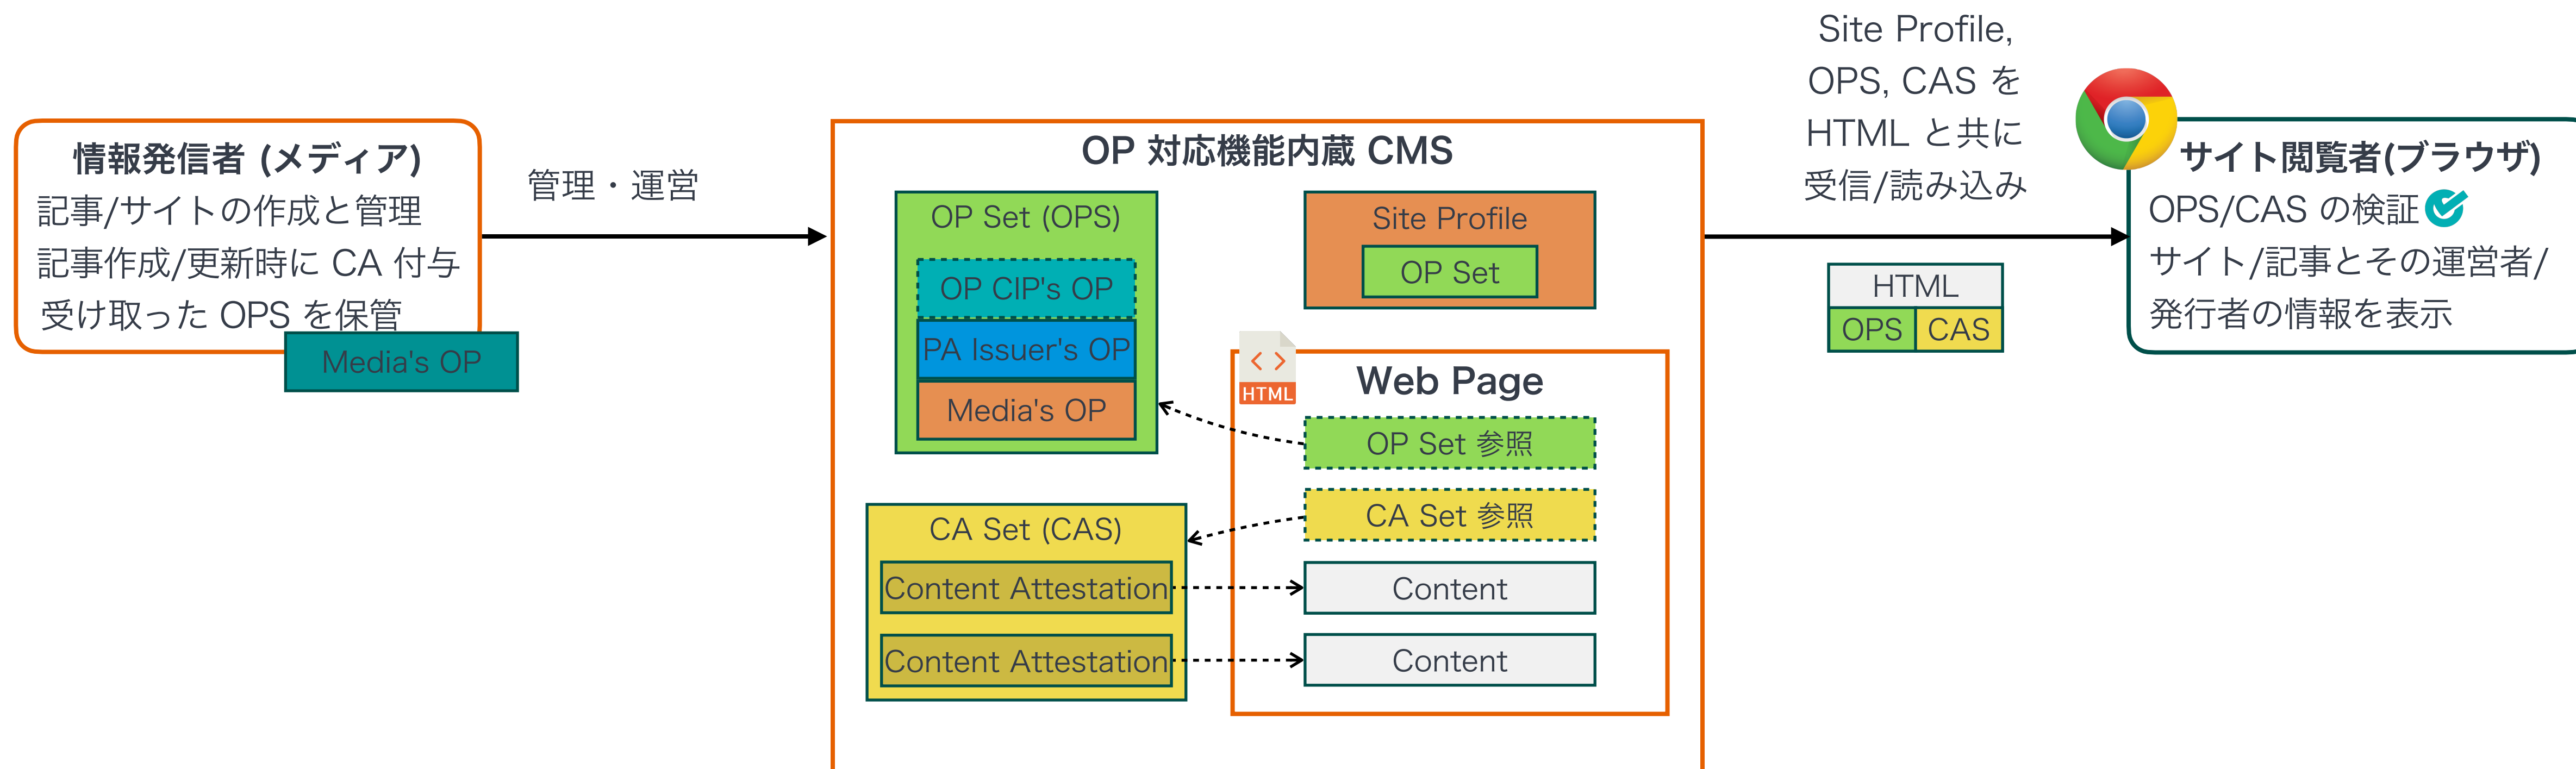 情報発信者 (メディア)
記事/サイトの作成と管理
記事作成/更新時に CA 付与
受け取った OPS を保管
Media's OP
管理・運営
OP 対応機能内蔵 CMS
OP Set (OPS)
OP CIP's OP
PA Issuer's OP
Media's OP
Site Profile
OP Set
HTML
Web Page
OP Set 参照
CA Set 参照
Content
Content
CA Set (CAS)
Content Attestation
Content Attestation
Site Profile,
OPS, CAS を
HTML と共に
受信/読み込み
HTML
OPS
CAS
サイト閲覧者(ブラウザ)
OPS/CAS の検証
サイト/記事とその運営者/
発行者の情報を表示